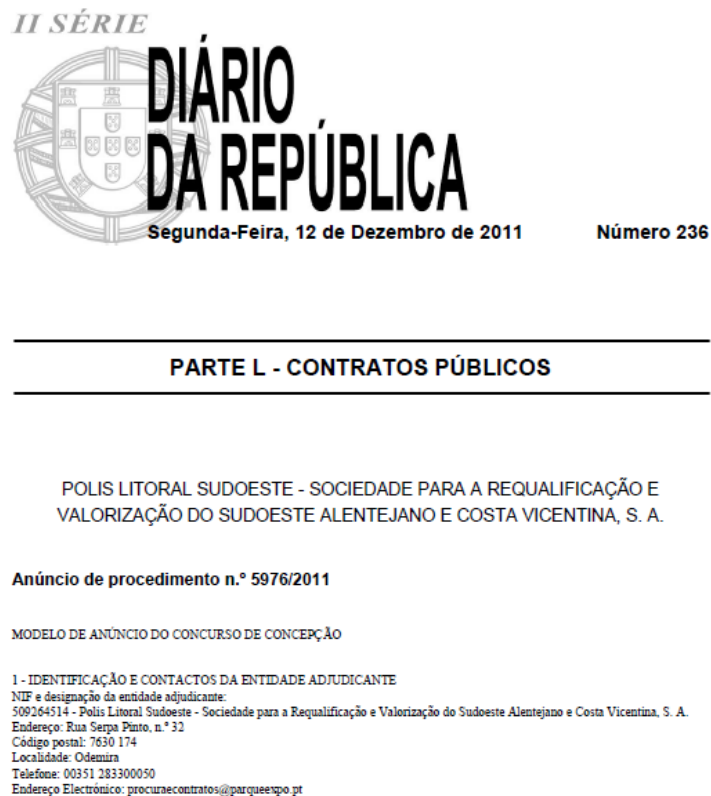 II SÉRIE
DIÁRIO
DA REPÚBLICA
Segunda-Feira, 12 de Dezembro de 2011 Número 236
PARTE L - CONTRATOS PÚBLICOS
POLIS LITORAL SUDOESTE - SOCIEDADE PARA A REQUALIFICAÇÃO E
VALORIZAÇÃO DO SUDOESTE ALENTEJANO E COSTA VICENTINA, S. A.
Anúncio de procedimento n.º 5976/2011
MODELO DE ANÚNCIO DO CONCURSO DE CONCEPÇÃO
1 - IDENTIFICAÇÃO E CONTACTOS DA ENTIDADE ADJUDICANTE
NIF e designação da entidade adjudicante:
509264514 - Polis Litoral Sudoeste - Sociedade para a Requalificação e Valorização do Sudoeste Alentejano e Costa Vicentina, S. A.
Endereço: Rua Serpa Pinto, n.º 32
Código postal: 7630 174
Localidade: Odemira
Telefone: 00351 283300050
Endereço Electrónico: procuraecontratos@parqueexpo.pt